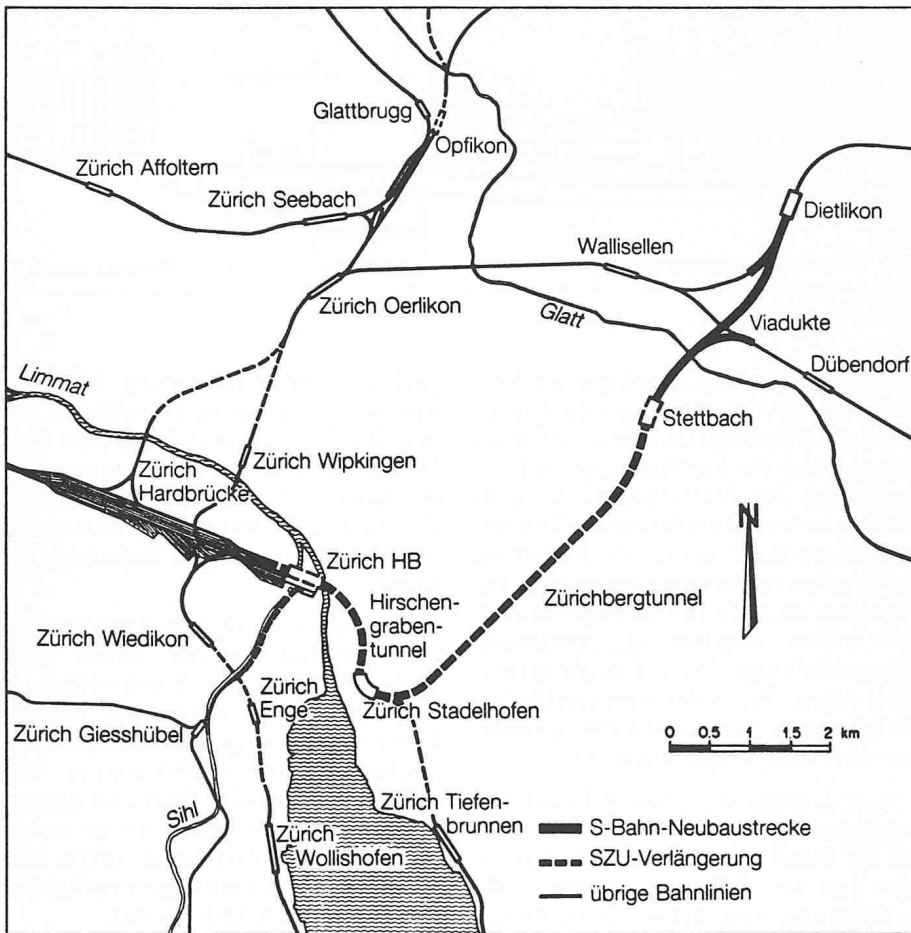 Glattbrugg
Opfikon
Zürich Affoltern
Zürich Seebach
Dietlikon
Wallisellen
Zürich Oerlikon
Glatt
Viadukte
Dübendorf
Limmat
Stettbach
Zürich Wipkingen
Zürich
Hardbrücke
N
Zürich HB
Hirschen-
graben-
tunnel
Zürichbergtunnel
Zürich Wiedikon
Zürich
Enge
Zürich Stadelhofen
Zürich Giesshübel
0 0.5 1 1.5 2 km
Sihl
Zürich Tiefen-
brunnen
Zürich
Wollishofen
S-Bahn-Neubaustrecke
SZU-Verlängerung
übrige Bahnlinien